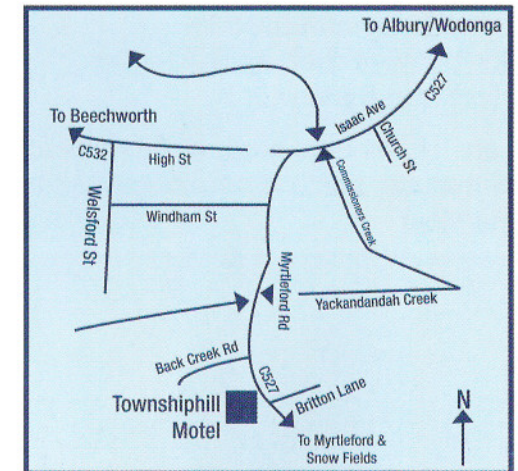 To Albury/Wodonga
C527
Isaac Ave
Church St
To Beechworth
C532
High St
Commissioners Creek
Welsford St
Windham St
Myrtleford Rd
Yackandandah Creek
Back Creek Rd
C527
Britton Lane
Townshiphill
Motel
To Myrtleford &
Snow Fields
N